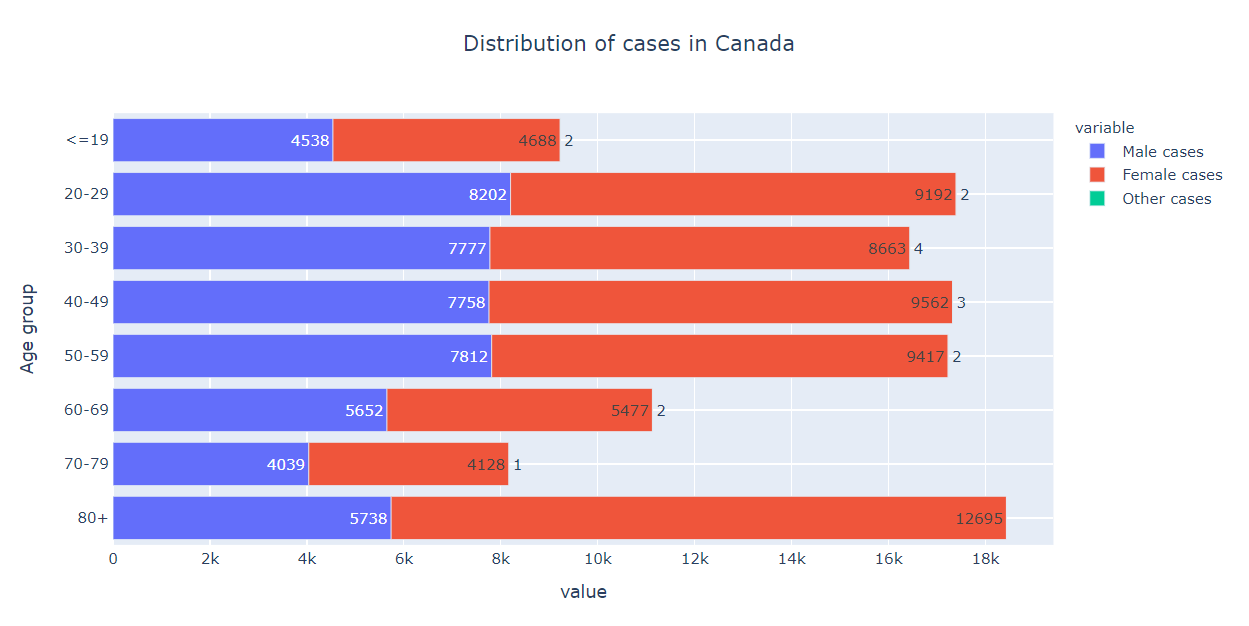 Distribution of cases in Canada
variable
Male cases
Female cases
Other cases
Age group
<=19 4538 4688 2
20-29 8202 9192 2
30-39 7777 8663 4
40-49 7758 9562 3
50-59 7812 9417 2
60-69 5652 5477 2
70-79 4039 4128 1
80+ 5738 12695
0 2k 4k 6k 8k 10k 12k 14k 16k 18k
value